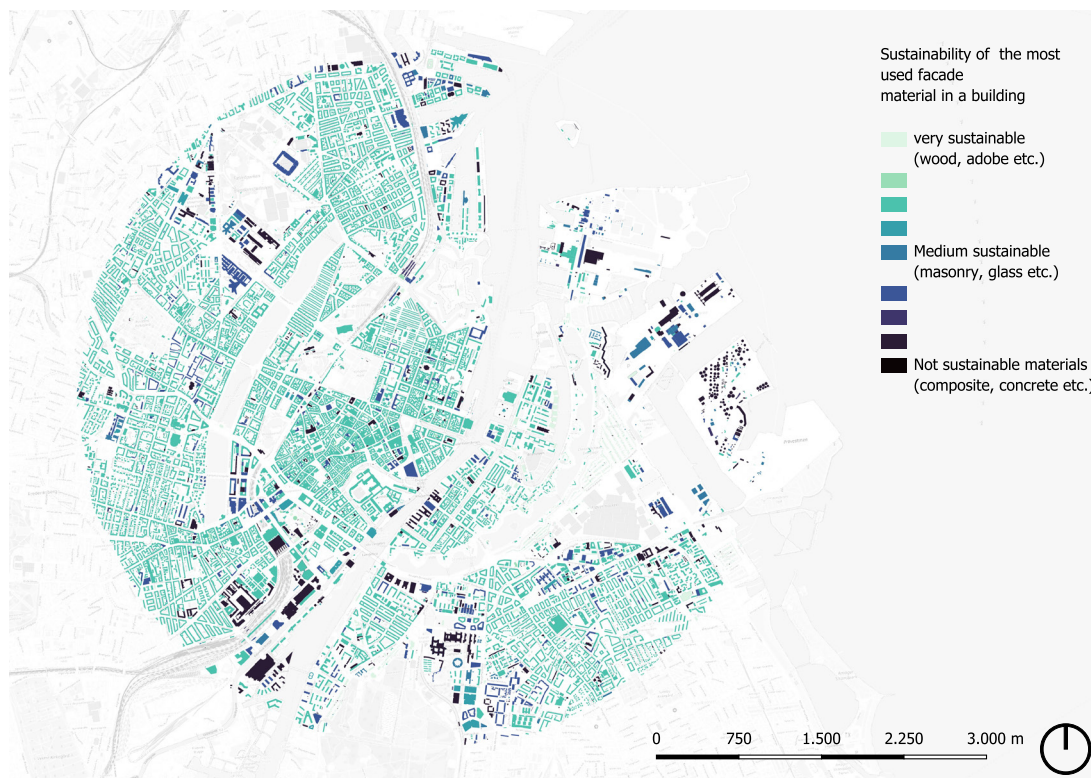 Sustainability of the most
used facade
material in a building
very sustainable
(wood, adobe etc.)
Medium sustainable
(masonry, glass etc.)
Not sustainable materials
(composite, concrete etc.)
0 750 1.500 2.250 3.000 m